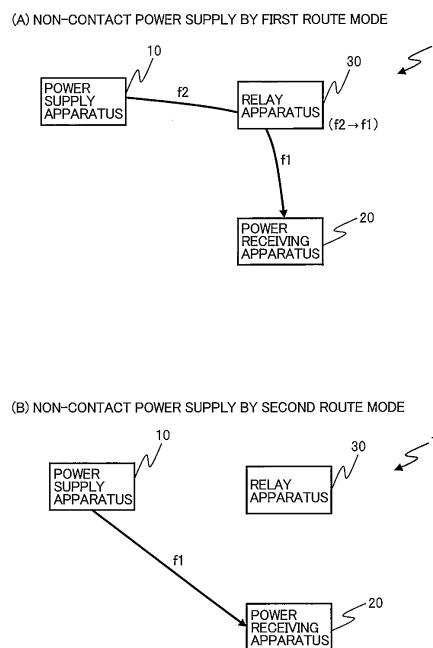 (A) NON-CONTACT POWER SUPPLY BY FIRST ROUTE MODE
10
30
POWER
SUPPLY
APPARATUS
f2
RELAY
APPARATUS
(f2→f1)
f1
20
POWER
RECEIVING
APPARATUS
(B) NON-CONTACT POWER SUPPLY BY SECOND ROUTE MODE
10
30
POWER
SUPPLY
APPARATUS
RELAY
APPARATUS
f1
20
POWER
RECEIVING
APPARATUS